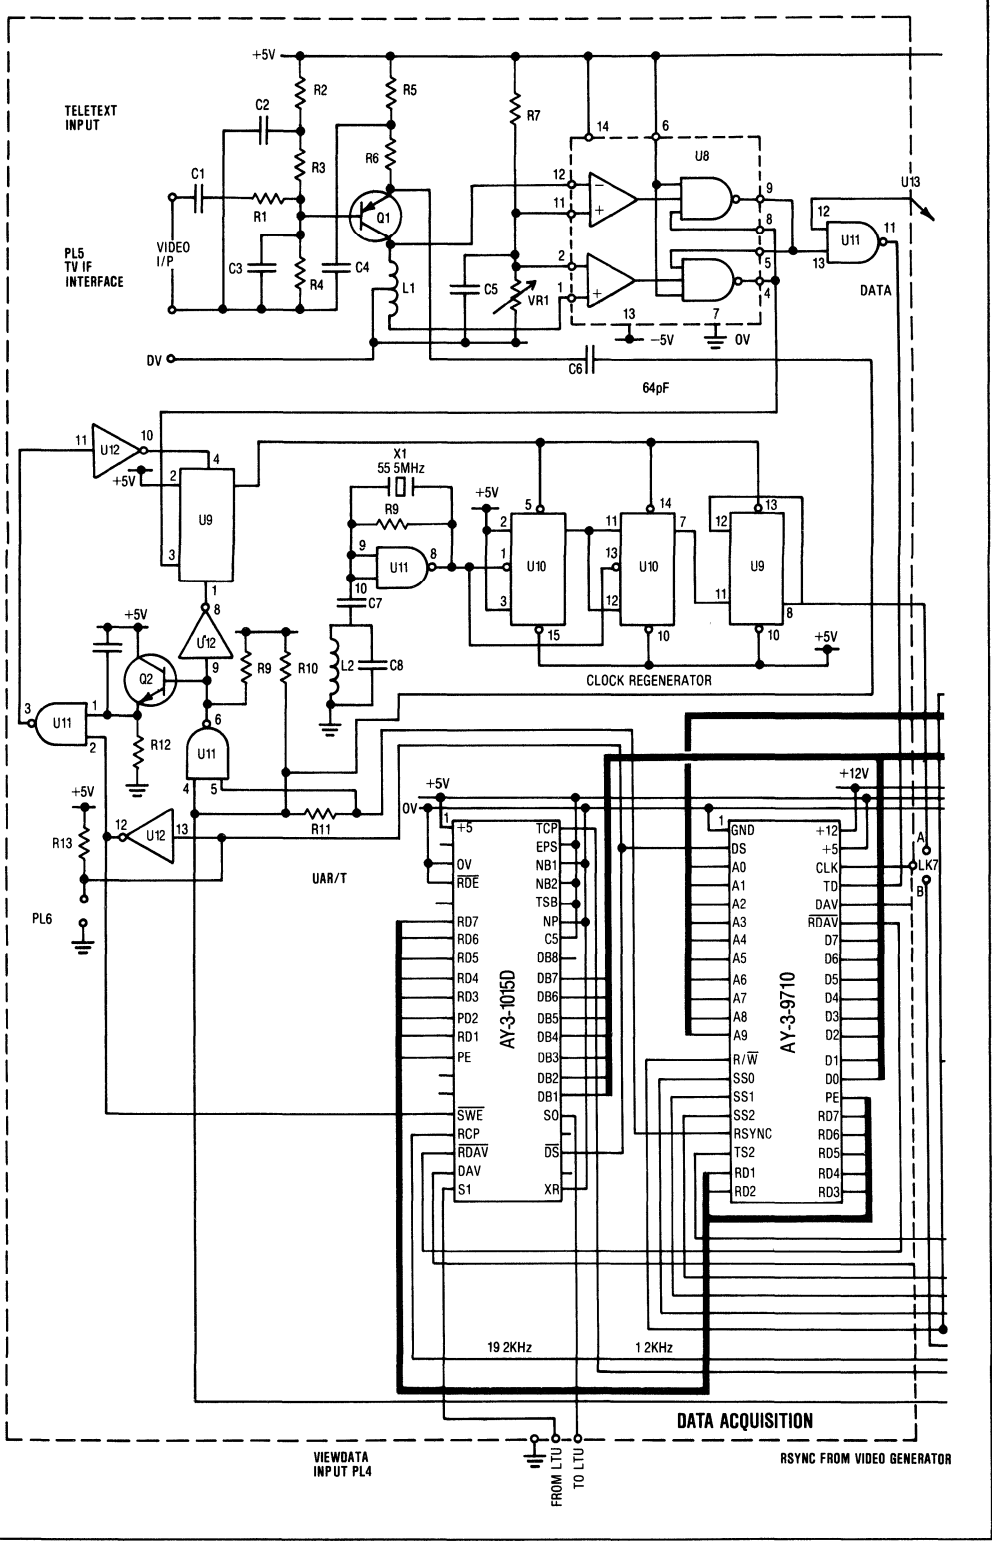 +5V
TELETEXT
INPUT
C2
R2
R5
R7
14
6
U8
R3
R6
C1
R1
Q1
12
−
11
+
9
8
U13
12
U11
11
13
PL5
TV IF
INTERFACE
VIDEO
I/P
C3
R4
C4
L1
C5
VR1
2
1
+
5
4
DATA
13
−5V
7
0V
DV
C6
64pF
11
U12
10
4
+5V
2
U9
3
1
X1
55 5MHz
R9
9
U11
8
10
C7
+5V
5
2
1
U10
3
15
14
11
13
U10
7
12
10
13
12
U9
11
8
10
+5V
CLOCK REGENERATOR
L2
C8
+5V
8
U12
9
Q2
R9
R10
3
U11
1
2
R12
6
U11
4
5
+5V
R13
12
U12
13
R11
UAR/T
PL6
+5V
0V
1
+5
0V
RDE
RD7
RD6
RD5
RD4
RD3
PD2
RD1
PE
SWE
RCP
RDAV
DAV
S1
AY-3-1015D
TCP
EPS
NB1
NB2
TSB
NP
C5
DB8
DB7
DB6
DB5
DB4
DB3
DB2
DB1
SO
DS
XR
+12V
1
GND
DS
A0
A1
A2
A3
A4
A5
A6
A7
A8
A9
R/W
SS0
SS1
SS2
RSYNC
TS2
RD1
RD2
AY-3-9710
+12
+5
CLK
TD
DAV
RDAV
D7
D6
D5
D4
D3
D2
D1
D0
PE
RD7
RD6
RD5
RD4
RD3
A
LK7
B
19 2KHz
1 2KHz
DATA ACQUISITION
VIEWDATA
INPUT PL4
FROM LTU
TO LTU
RSYNC FROM VIDEO GENERATOR